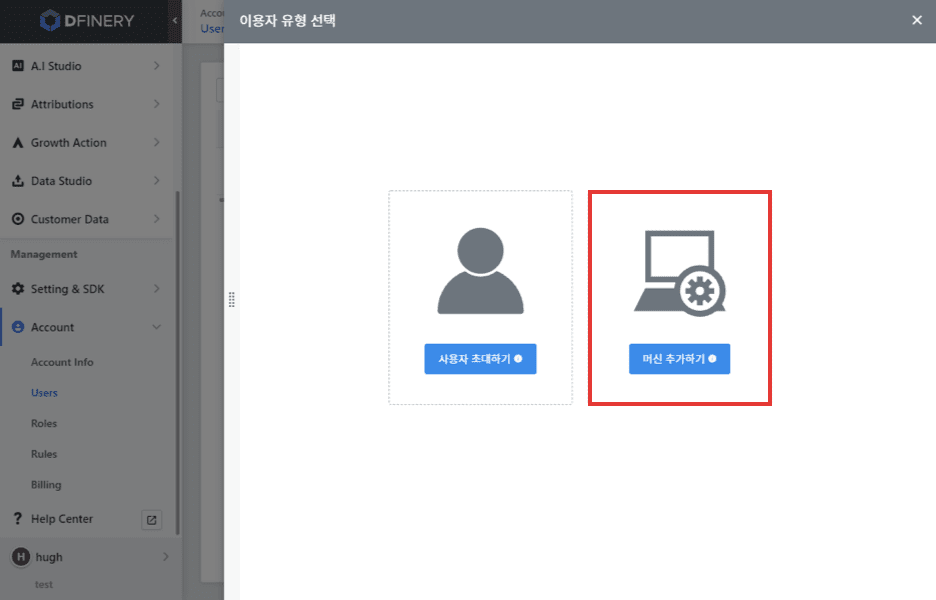 DFINERY
이용자 유형 선택
A.I Studio
Attributions
Growth Action
Data Studio
Customer Data
Management
Setting & SDK
Account
Account Info
Users
Roles
Rules
Billing
Help Center
H hugh
test
사용자 초대하기
머신 추가하기